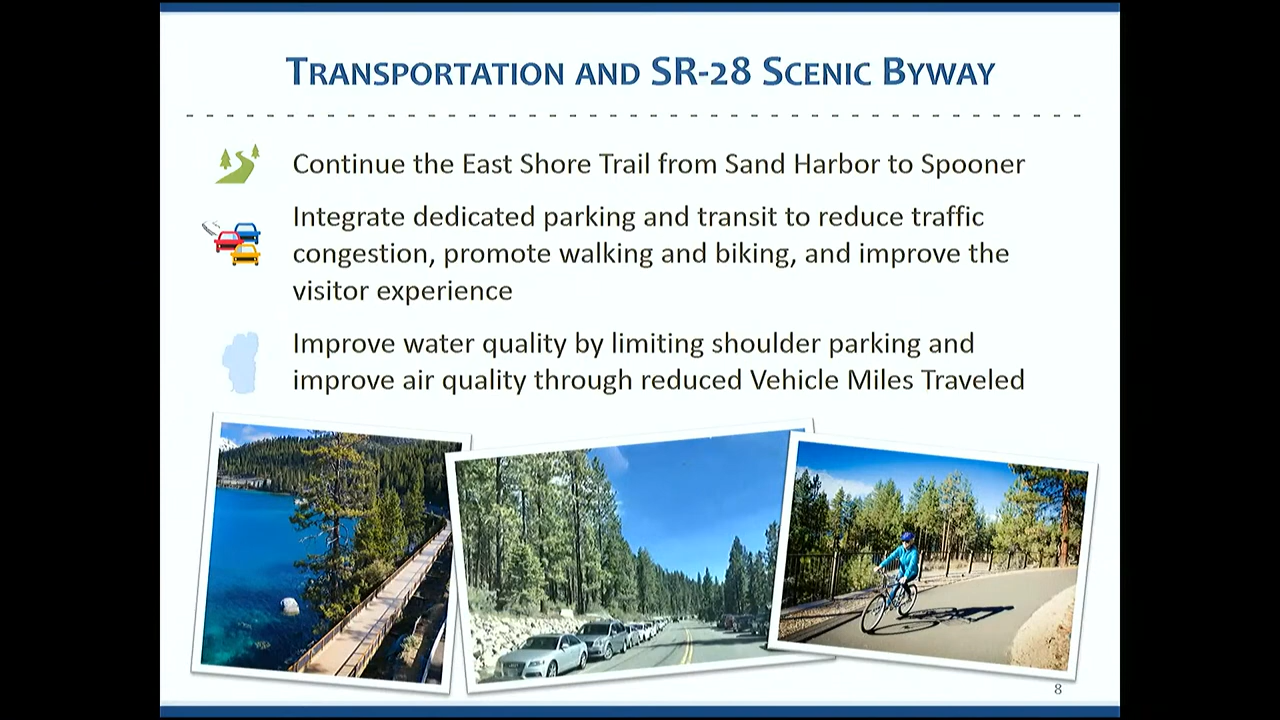 Transportation and SR-28 Scenic Byway
Continue the East Shore Trail from Sand Harbor to Spooner
Integrate dedicated parking and transit to reduce traffic
congestion, promote walking and biking, and improve the
visitor experience
Improve water quality by limiting shoulder parking and
improve air quality through reduced Vehicle Miles Traveled
8